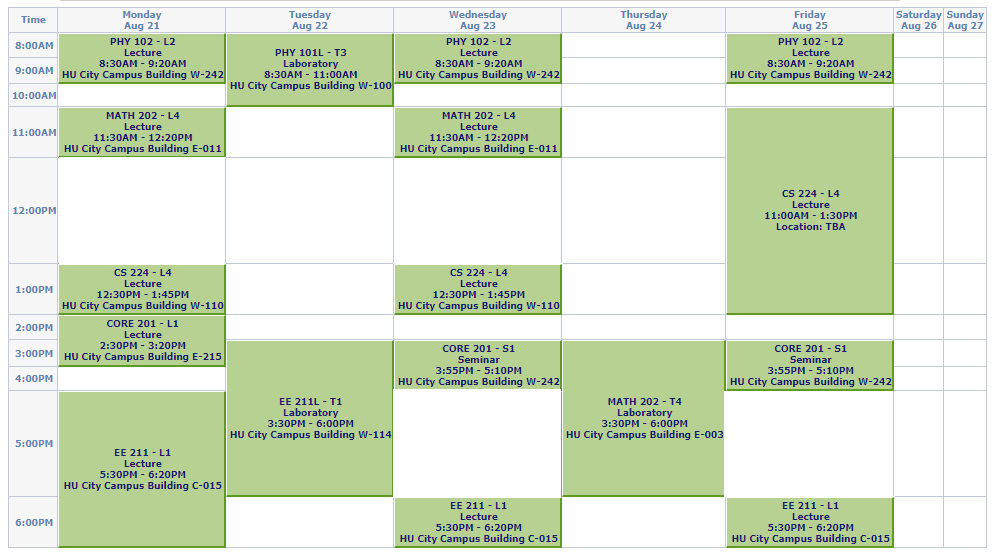 Time
Monday
Aug 21
Tuesday
Aug 22
Wednesday
Aug 23
Thursday
Aug 24
Friday
Aug 25
Saturday
Aug 26
Sunday
Aug 27
8:00AM
PHY 102 - L2
Lecture
8:30AM - 9:20AM
HU City Campus Building W-242
PHY 101L - T3
Laboratory
8:30AM - 11:00AM
HU City Campus Building W-100
PHY 102 - L2
Lecture
8:30AM - 9:20AM
HU City Campus Building W-242
PHY 102 - L2
Lecture
8:30AM - 9:20AM
HU City Campus Building W-242
9:00AM
10:00AM
11:00AM
MATH 202 - L4
Lecture
11:30AM - 12:20PM
HU City Campus Building E-011
MATH 202 - L4
Lecture
11:30AM - 12:20PM
HU City Campus Building E-011
CS 224 - L4
Lecture
11:00AM - 1:30PM
Location: TBA
12:00PM
1:00PM
CS 224 - L4
Lecture
12:30PM - 1:45PM
HU City Campus Building W-110
CS 224 - L4
Lecture
12:30PM - 1:45PM
HU City Campus Building W-110
2:00PM
CORE 201 - L1
Lecture
2:30PM - 3:20PM
HU City Campus Building E-215
3:00PM
EE 211L - T1
Laboratory
3:30PM - 6:00PM
HU City Campus Building W-114
CORE 201 - S1
Seminar
3:55PM - 5:10PM
HU City Campus Building W-242
MATH 202 - T4
Laboratory
3:30PM - 6:00PM
HU City Campus Building E-003
CORE 201 - S1
Seminar
3:55PM - 5:10PM
HU City Campus Building W-242
4:00PM
5:00PM
EE 211 - L1
Lecture
5:30PM - 6:20PM
HU City Campus Building C-015
6:00PM
EE 211 - L1
Lecture
5:30PM - 6:20PM
HU City Campus Building C-015
EE 211 - L1
Lecture
5:30PM - 6:20PM
HU City Campus Building C-015